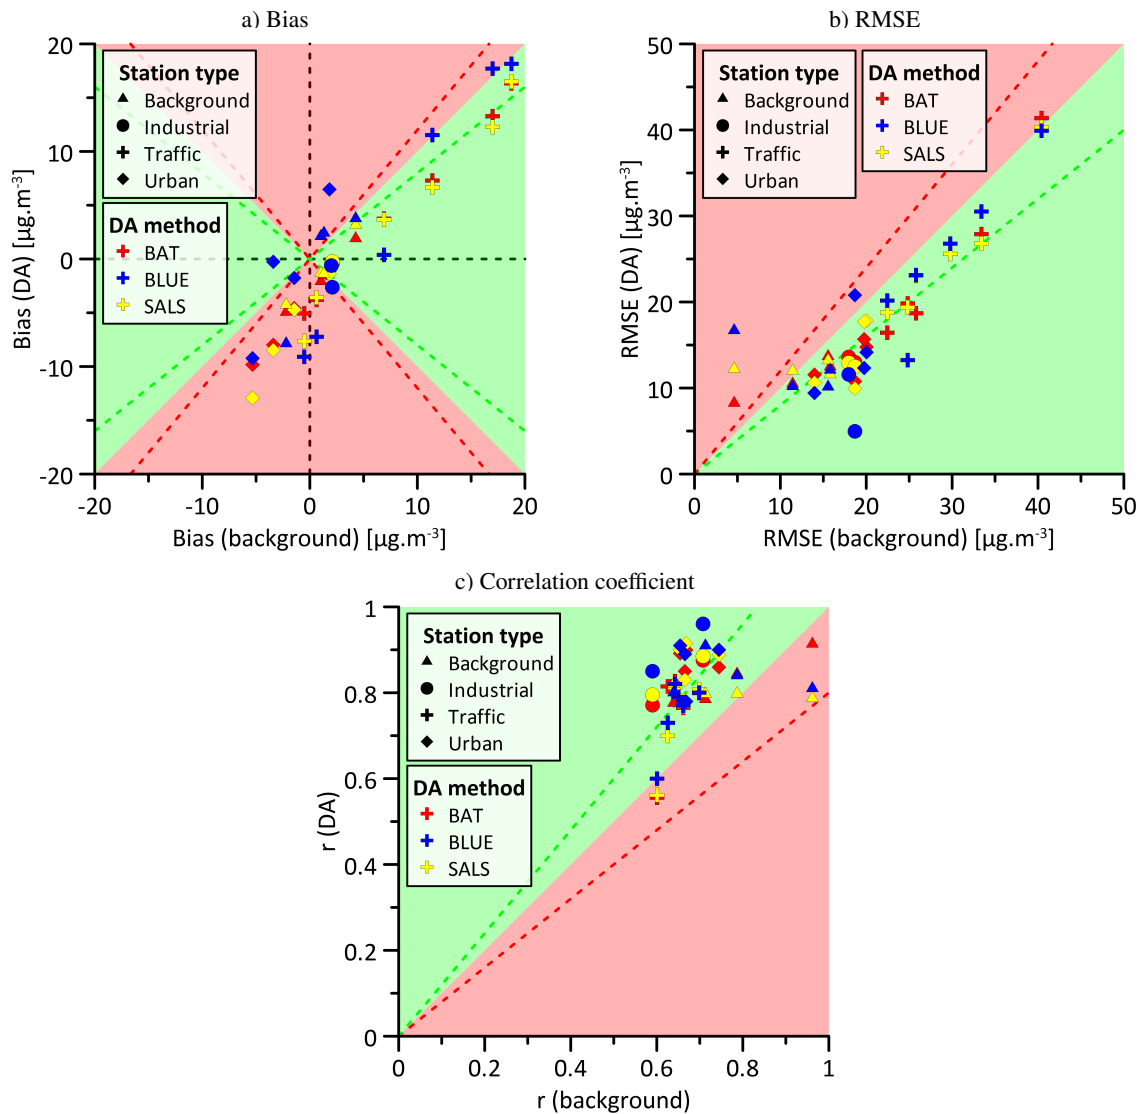 a) Bias
20
10
0
-10
-20
-20
-10
0
10
20
Bias (DA) [µg.m-3]
Bias (background) [µg.m-3]
Station type
Background
Industrial
Traffic
Urban
DA method
BAT
BLUE
SALS
b) RMSE
50
40
30
20
10
0
0
10
20
30
40
50
RMSE (DA) [µg.m-3]
RMSE (background) [µg.m-3]
Station type
Background
Industrial
Traffic
Urban
DA method
BAT
BLUE
SALS
c) Correlation coefficient
1
0.8
0.6
0.4
0.2
0
0
0.2
0.4
0.6
0.8
1
r (DA)
r (background)
Station type
Background
Industrial
Traffic
Urban
DA method
BAT
BLUE
SALS